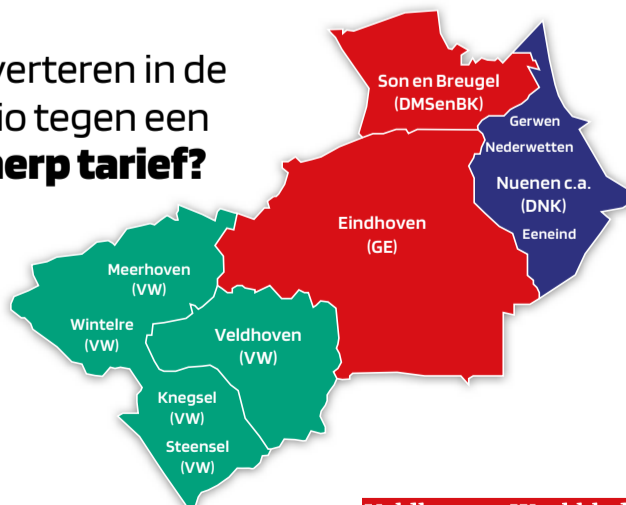 verteren in de
io tegen een
erp tarief?
Son en Breugel
(DMSenBK)
Gerwen
Nederwetten
Nuenen c.a.
(DNK)
Eeneind
Eindhoven
(GE)
Meerhoven
(VW)
Wintelre
(VW)
Veldhoven
(VW)
Knegsel
(VW)
Steensel
(VW)